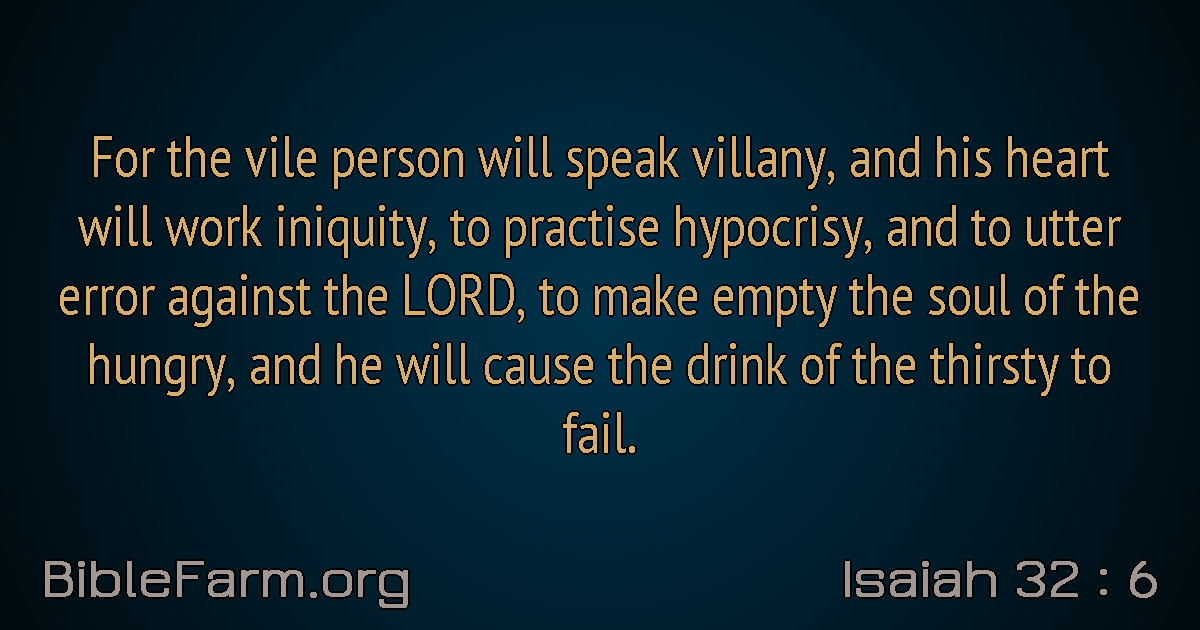 For the vile person will speak villany, and his heart
will work iniquity, to practise hypocrisy, and to utter
error against the LORD, to make empty the soul of the
hungry, and he will cause the drink of the thirsty to
fail.
BibleFarm.org
Isaiah 32 : 6